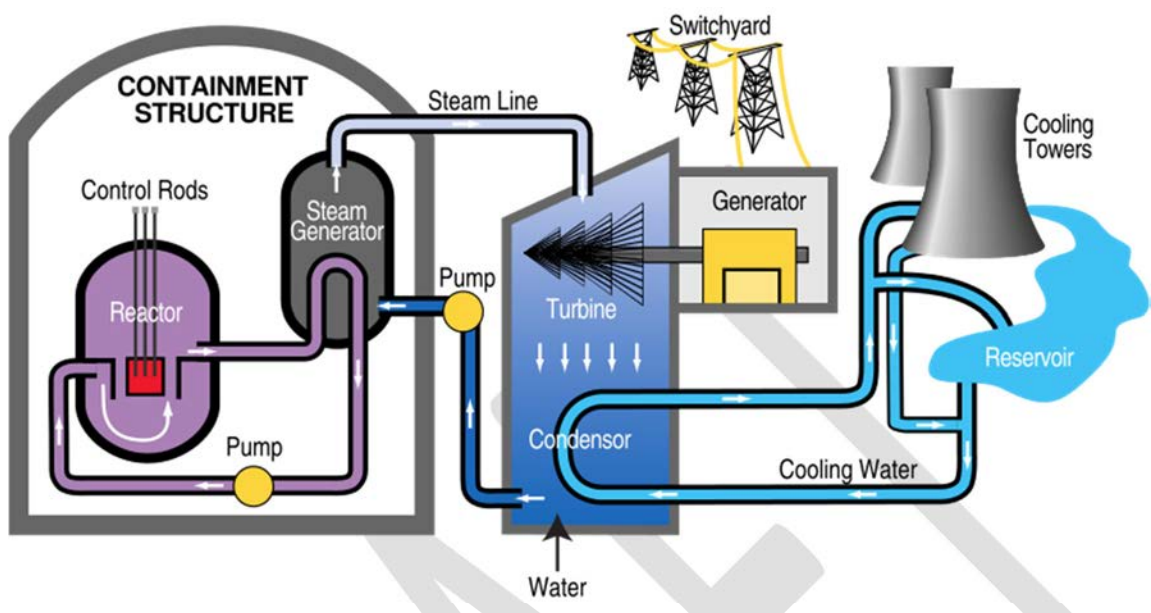 Switchyard
CONTAINMENT
STRUCTURE
Steam Line
Cooling
Towers
Control Rods
Steam
Generator
Generator
Pump
Reactor
Turbine
Reservoir
Condensor
Pump
Cooling Water
Water